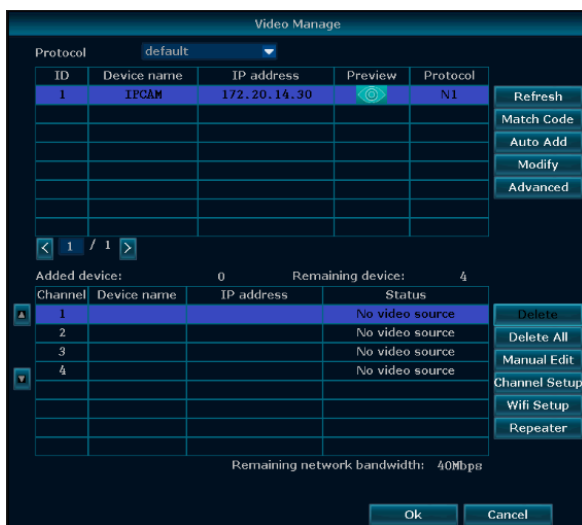 Video Manage
Protocol default
ID Device name IP address Preview Protocol
1 IPCAM 172.20.14.30 N1
Refresh
Match Code
Auto Add
Modify
Advanced
< 1 / 1 >
Added device: 0 Remaining device: 4
Channel Device name IP address Status
1 No video source Delete
2 No video source Delete All
3 No video source Manual Edit
4 No video source
Channel Setup
Wifi Setup
Repeater
Remaining network bandwidth: 40Mbps
Ok Cancel